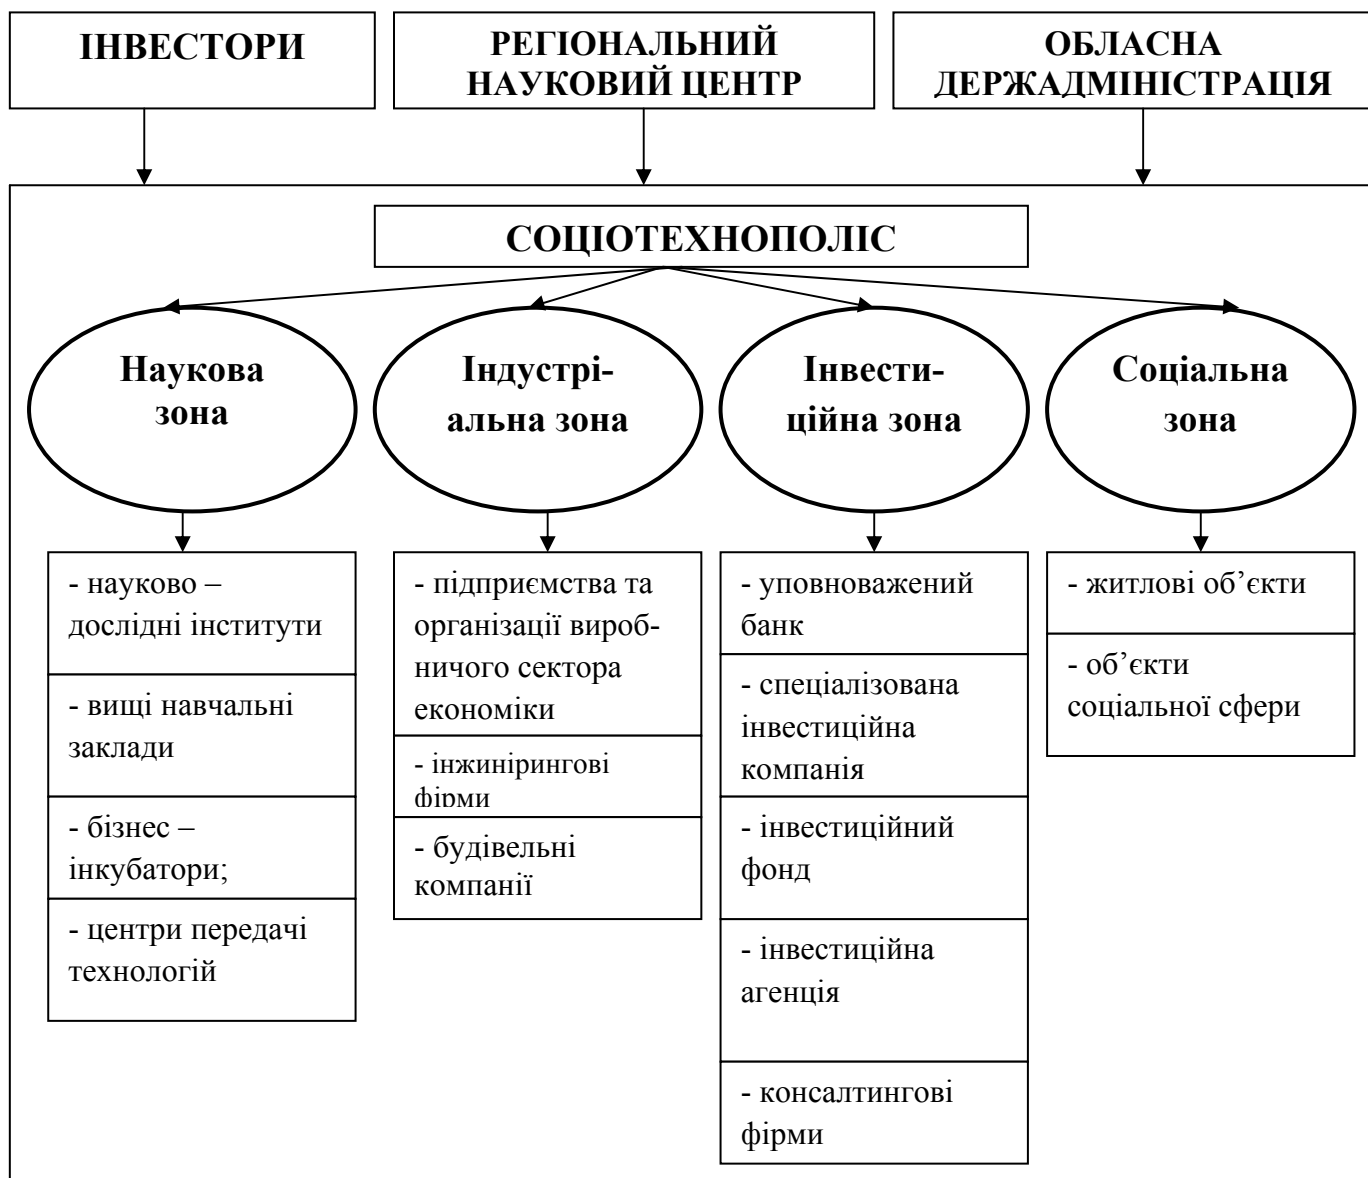 ІНВЕСТОРИ
РЕГІОНАЛЬНИЙ
НАУКОВИЙ ЦЕНТР
ОБЛАСНА
ДЕРЖАДМІНІСТРАЦІЯ
СОЦІОТЕХНОПОЛІС
Наукова
зона
Індустрі-
альна зона
Інвести-
ційна зона
Соціальна
зона
- науково –
дослідні інститути
- вищі навчальні
заклади
- бізнес –
інкубатори;
- центри передачі
технологій
- підприємства та
організації вироб-
ничого сектора
економіки
- інжинірингові
фірми
- будівельні
компанії
- уповноважений
банк
- спеціалізована
інвестиційна
компанія
- інвестиційний
фонд
- інвестиційна
агенція
- консалтингові
фірми
- житлові об’єкти
- об’єкти
соціальної сфери